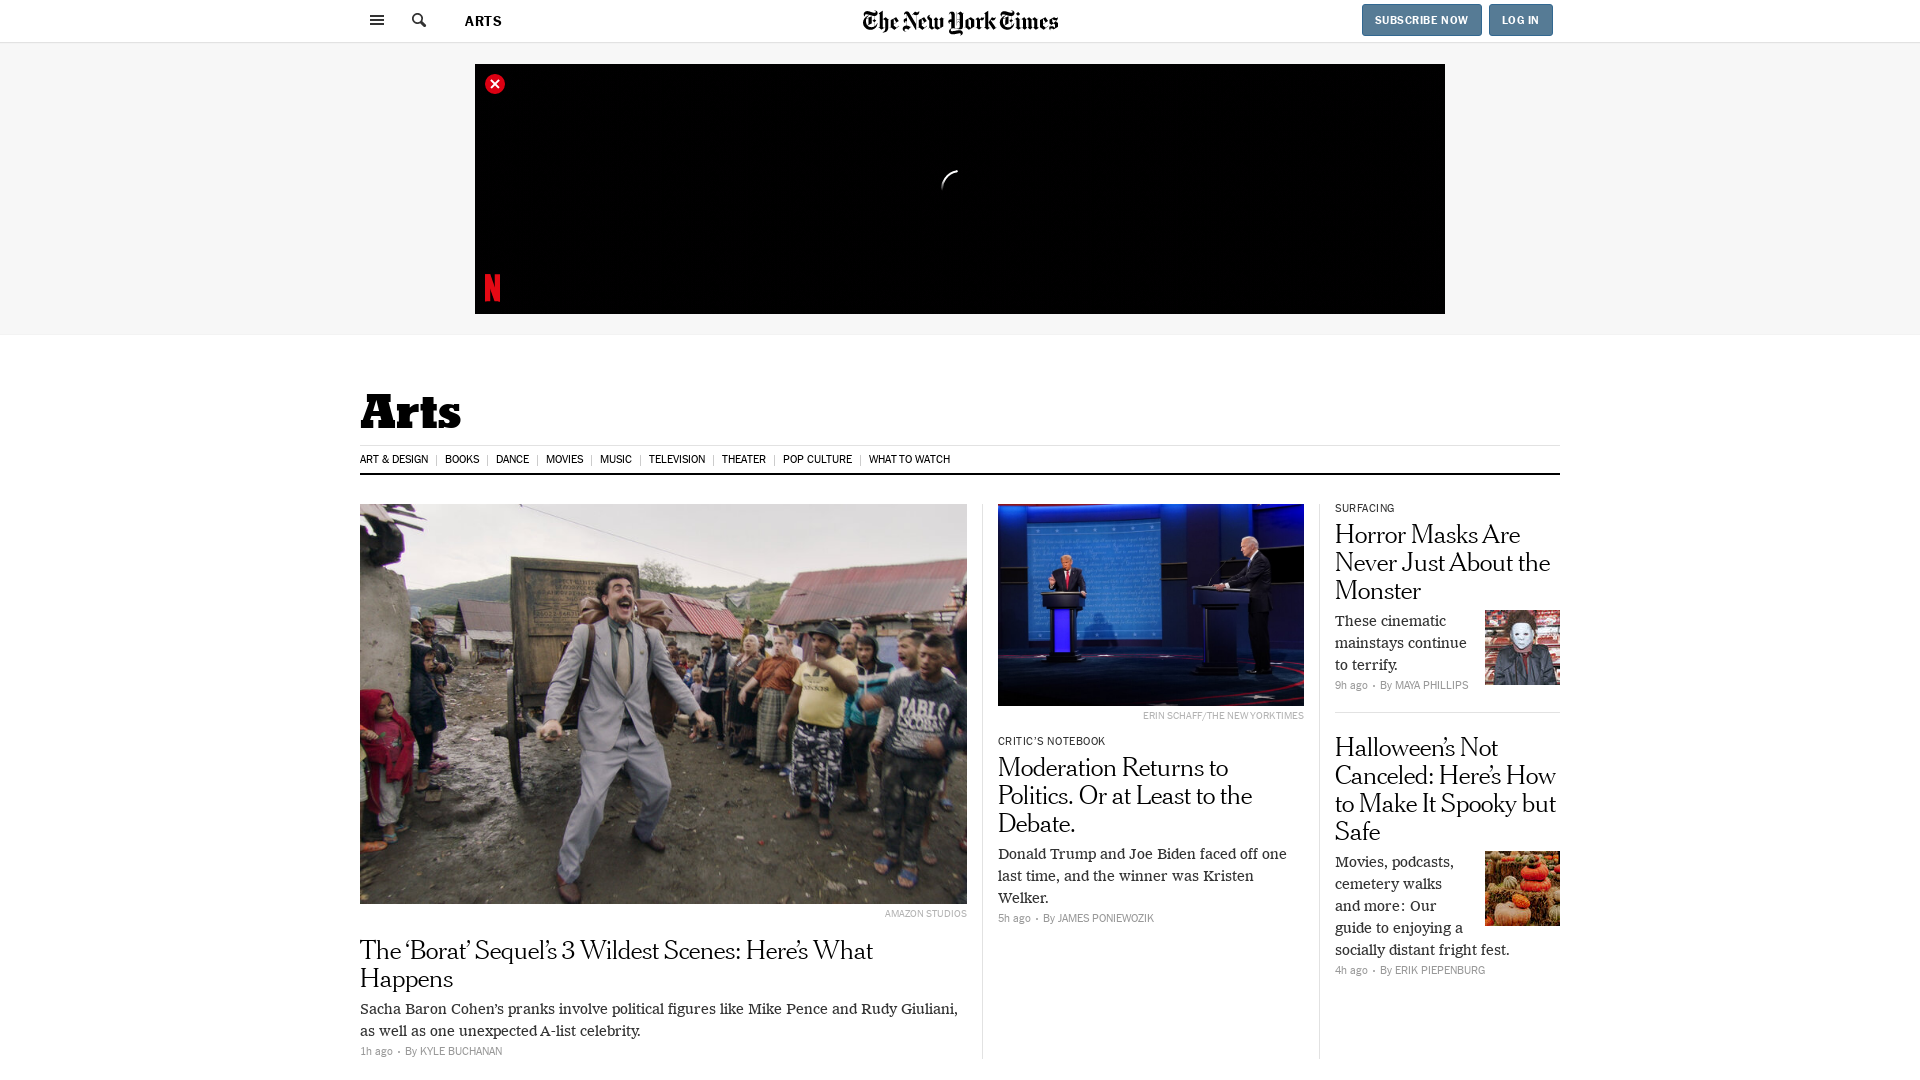 ARTS
The New York Times
SUBSCRIBE NOW
LOG IN
N
Arts
ART & DESIGN
BOOKS
DANCE
MOVIES
MUSIC
TELEVISION
THEATER
POP CULTURE
WHAT TO WATCH
PABLO
ESCOBAR
adidas
AMAZON STUDIOS
The ‘Borat’ Sequel’s 3 Wildest Scenes: Here’s What
Happens
Sacha Baron Cohen’s pranks involve political figures like Mike Pence and Rudy Giuliani,
as well as one unexpected A-list celebrity.
1h ago · By KYLE BUCHANAN
ERIN SCHAFF/THE NEW YORK TIMES
CRITIC’S NOTEBOOK
Moderation Returns to
Politics. Or at Least to the
Debate.
Donald Trump and Joe Biden faced off one
last time, and the winner was Kristen
Welker.
5h ago · By JAMES PONIEWOZIK
SURFACING
Horror Masks Are
Never Just About the
Monster
These cinematic
mainstays continue
to terrify.
9h ago · By MAYA PHILLIPS
Halloween’s Not
Canceled: Here’s How
to Make It Spooky but
Safe
Movies, podcasts,
cemetery walks
and more: Our
guide to enjoying a
socially distant fright fest.
4h ago · By ERIK PIEPENBURG